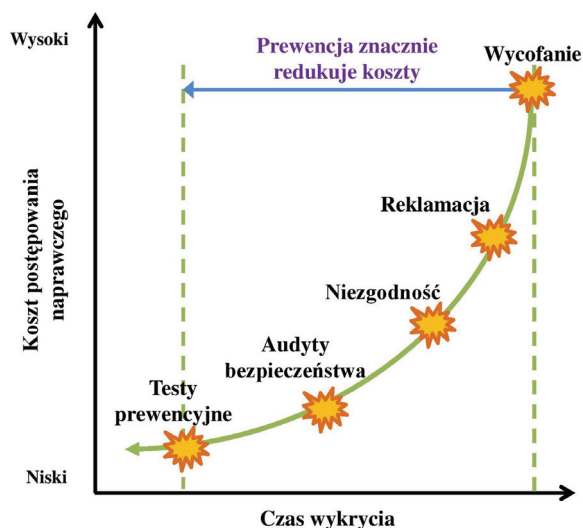 Wysoki
Prewencja znacznie
redukuje koszty
Wycofanie
Reklamacja
Niezgodność
Audyty
bezpieczeństwa
Testy
prewencyjne
Koszt postępowania
naprawczego
Niski
Czas wykrycia